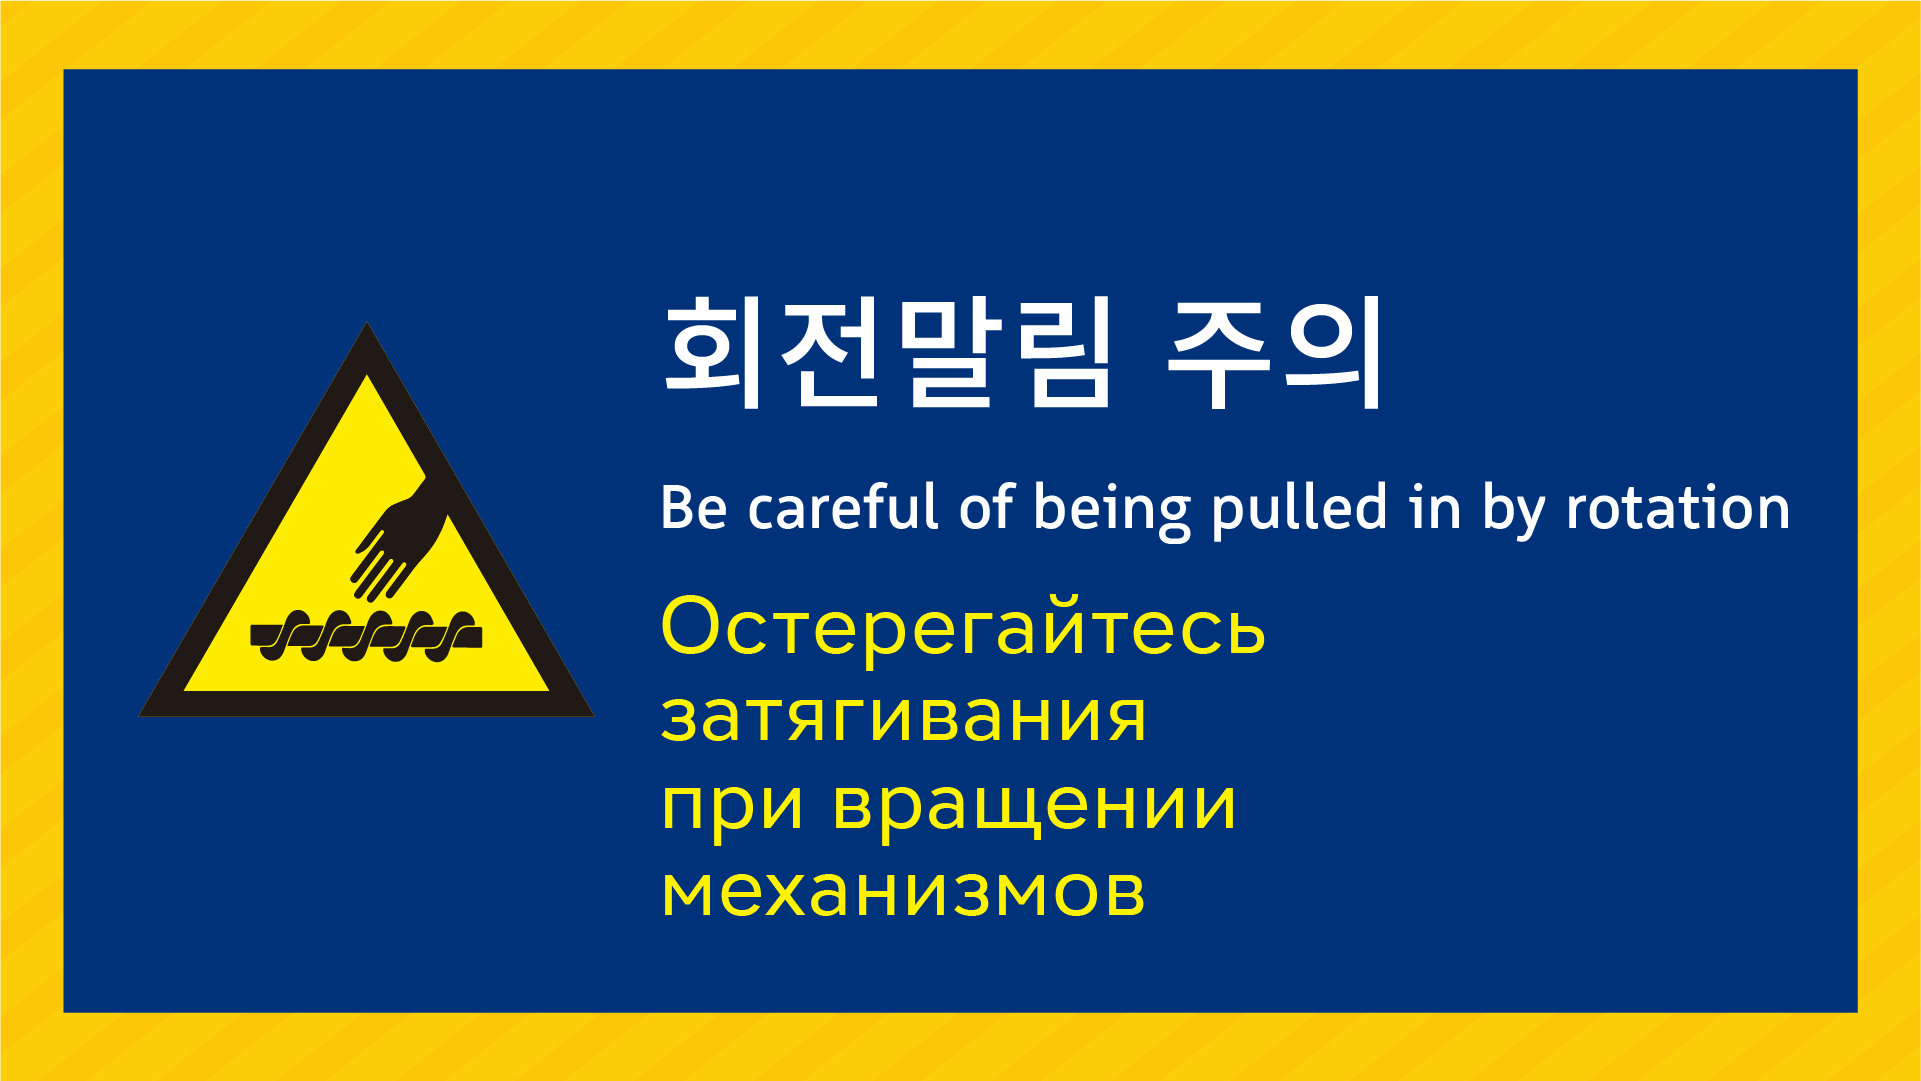 회전말림 주의
Be careful of being pulled in by rotation
Остерегайтесь
затягивания
при вращении
механизмов